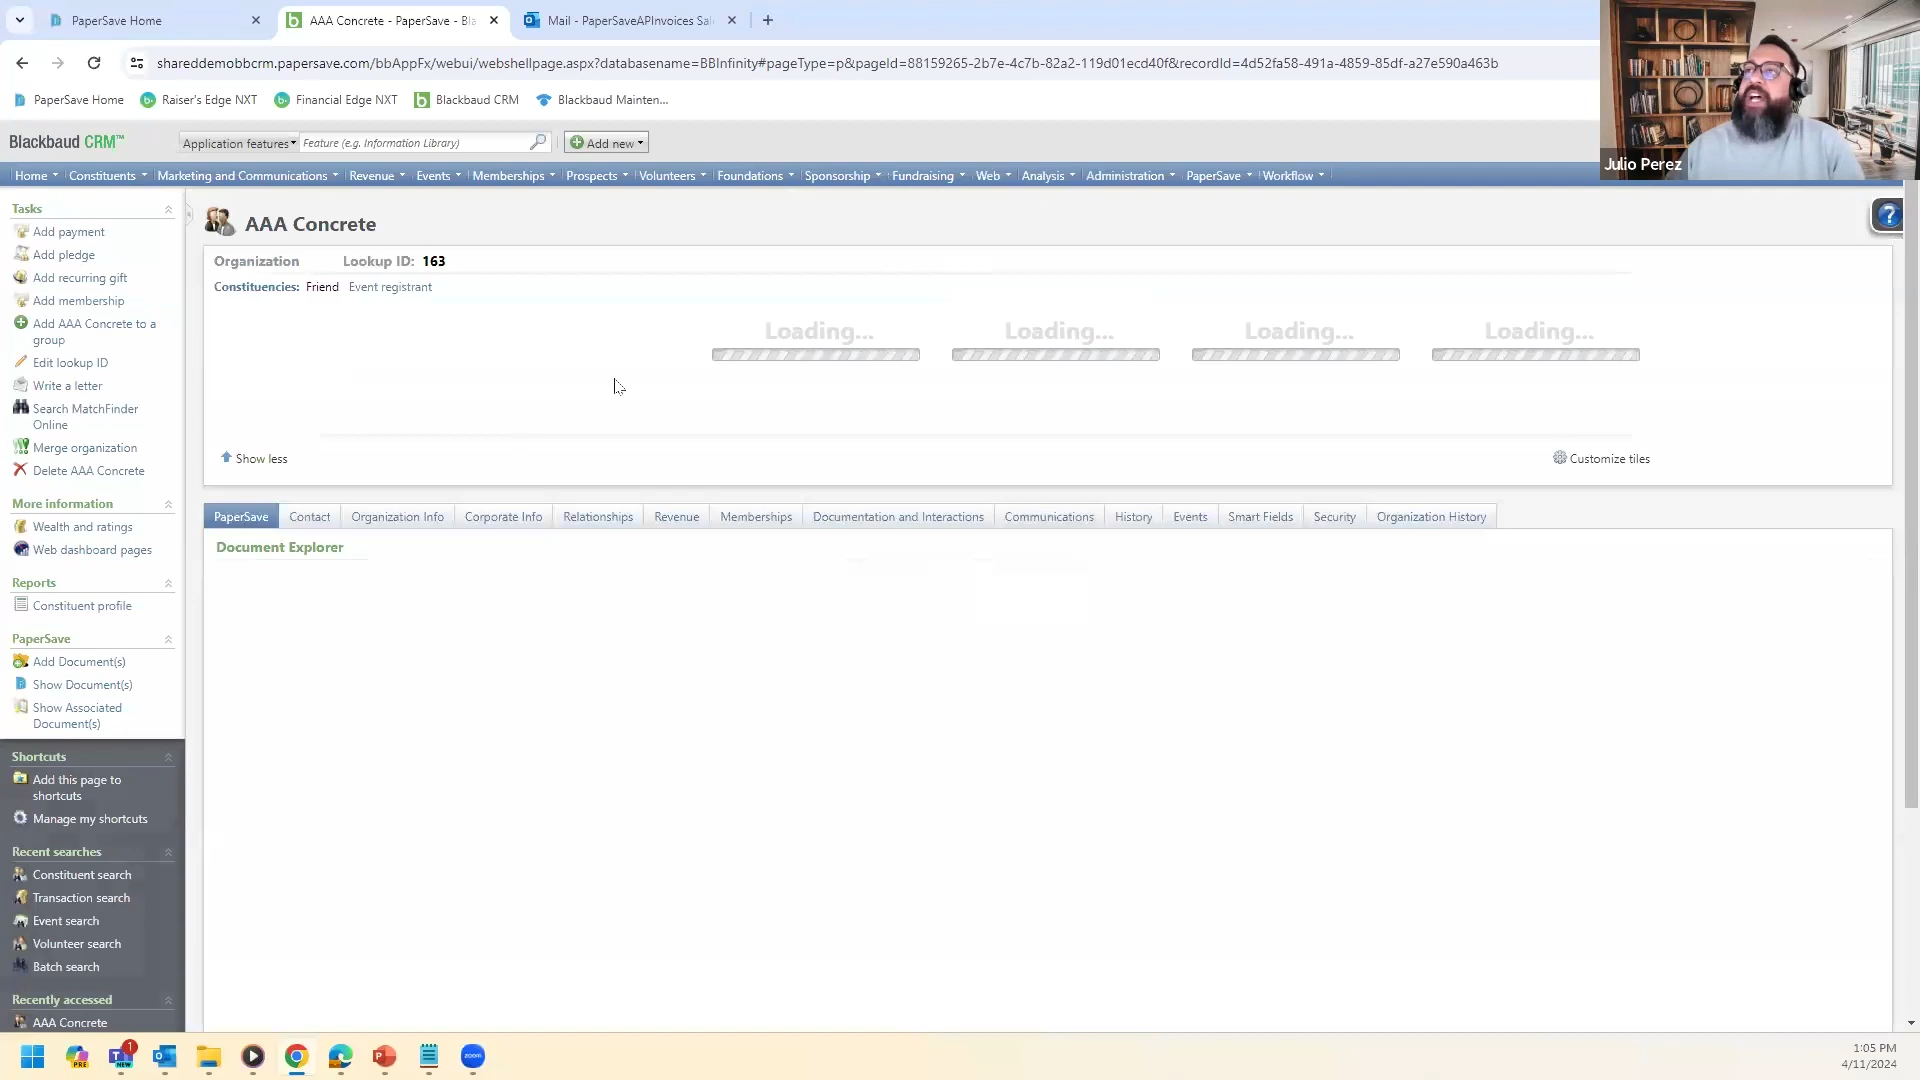 PaperSave Home
AAA Concrete - PaperSave - Bla
Mail - PaperSaveAPInvoices Sal
shareddemobbcrm.papersave.com/bbAppFx/webui/webshellpage.aspx?databasename=BBInfinity#pageType=p&pageId=88159265-2b7e-4c7b-82a2-119d01ecd40f&recordId=4d52fa58-491a-4859-85df-a27e590a463b
PaperSave Home
Raiser's Edge NXT
Financial Edge NXT
Blackbaud CRM
Blackbaud Mainten...
Julio Perez
Blackbaud CRM™
Application features
Feature (e.g. Information Library)
Add new
Home
Constituents
Marketing and Communications
Revenue
Events
Memberships
Prospects
Volunteers
Foundations
Sponsorship
Fundraising
Web
Analysis
Administration
PaperSave
Workflow
Tasks
Add payment
Add pledge
Add recurring gift
Add membership
Add AAA Concrete to a
group
Edit lookup ID
Write a letter
Search MatchFinder
Online
Merge organization
Delete AAA Concrete
More information
Wealth and ratings
Web dashboard pages
Reports
Constituent profile
PaperSave
Add Document(s)
Show Document(s)
Show Associated
Document(s)
Shortcuts
Add this page to
shortcuts
Manage my shortcuts
Recent searches
Constituent search
Transaction search
Event search
Volunteer search
Batch search
Recently accessed
AAA Concrete
AAA Concrete
?
Organization
Lookup ID: 163
Constituencies: Friend Event registrant
Loading...
Loading...
Loading...
Loading...
Show less
Customize tiles
PaperSave
Contact
Organization Info
Corporate Info
Relationships
Revenue
Memberships
Documentation and Interactions
Communications
History
Events
Smart Fields
Security
Organization History
Document Explorer
PRE
1
NEW
zoom
1:05 PM
4/11/2024